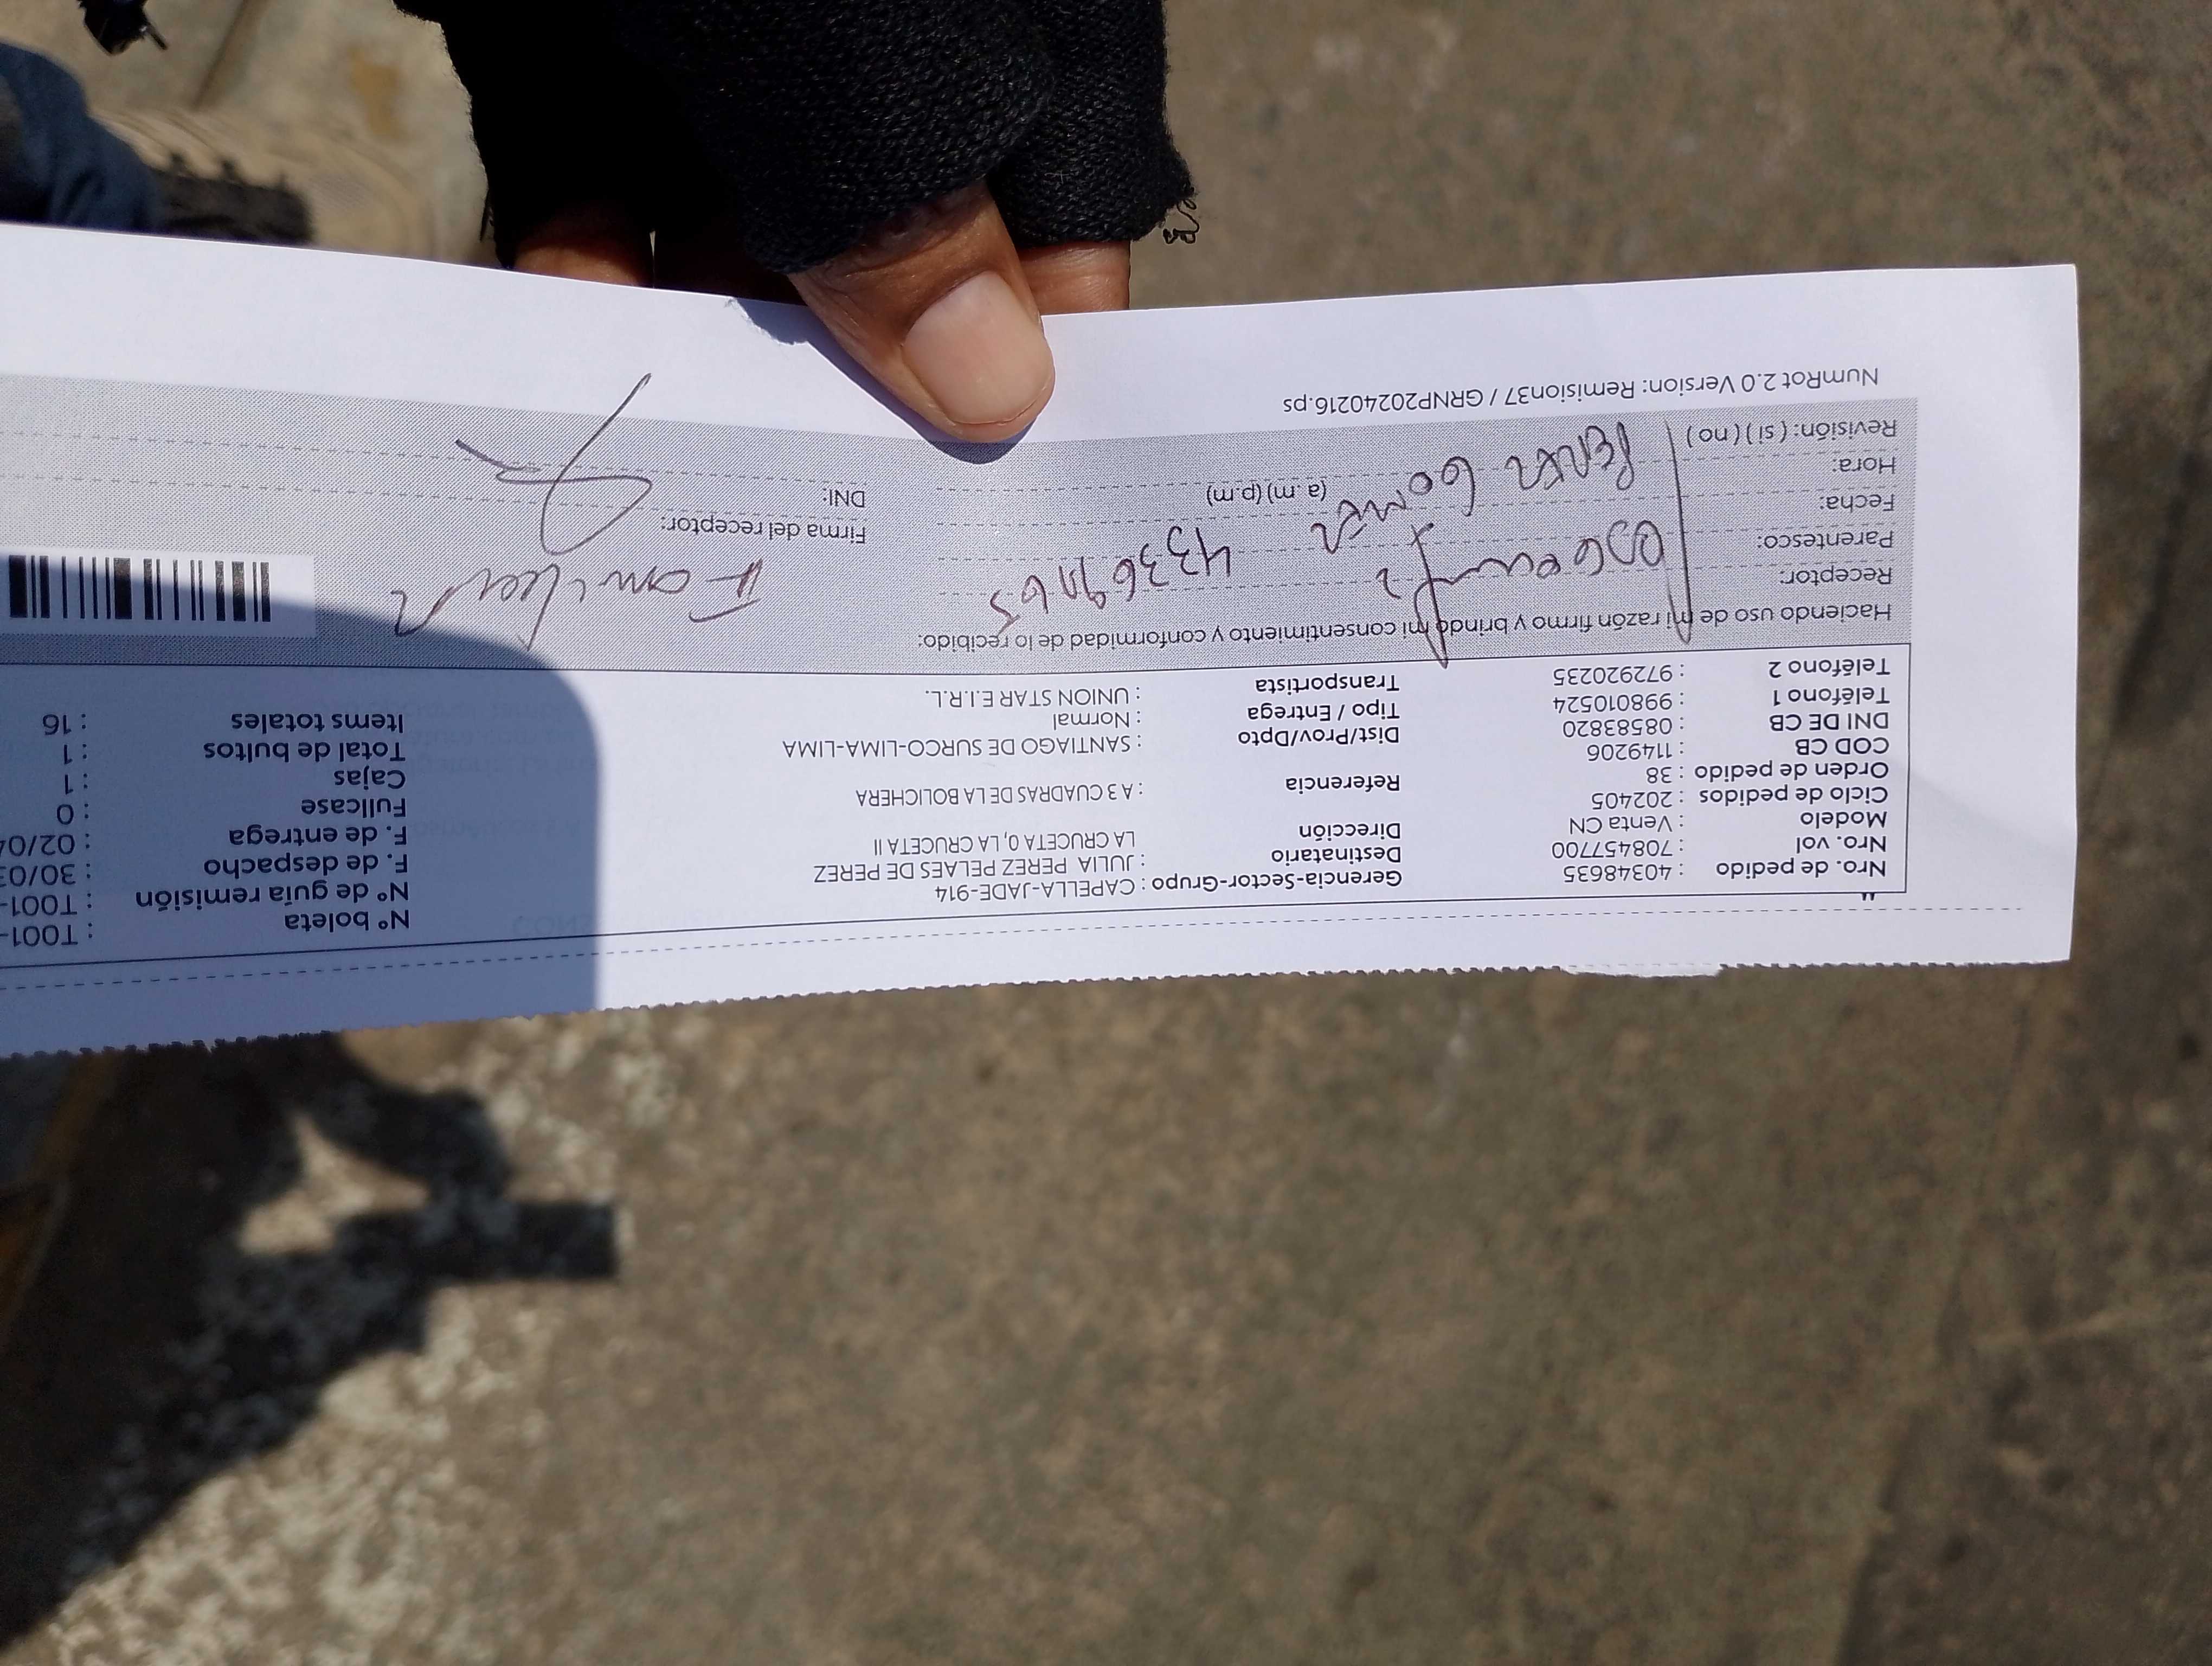 Nro. de pedido : 40348635
Nro. vol : 708457700
Modelo : Venta CN
Ciclo de pedidos : 202405
Orden de pedido : 38
COD CB : 1149206
DNI DE CB : 08583820
Teléfono 1 : 998010524
Teléfono 2 : 972920235
Gerencia-Sector-Grupo : CAPELLA-JADE-914
Destinatario : JULIA PEREZ PELAES DE PEREZ
Dirección LA CRUCETA 0, LA CRUCETA II
Referencia : A 3 CUADRAS DE LA BOLICHERA
Dist/Prov/Dpto : SANTIAGO DE SURCO-LIMA-LIMA
Tipo / Entrega : Normal
Transportista : UNION STAR E.I.R.L.
N° boleta : T001-
N° de guía remisión : T001-
F. de despacho : 30/03
F. de entrega : 02/04
Fullcase : 0
Cajas : 1
Total de bultos : 1
Items totales : 16
Haciendo uso de mi razón firmo y brindo mi consentimiento y conformidad de lo recibido:
Receptor:
Parentesco:
Fecha:
Hora: (a. m) (p.m)
Revisión: ( si ) ( no )
Familiar
Firma del receptor:
DNI:
NumRot 2.0 Version: Remision37 / GRNP20240216.ps